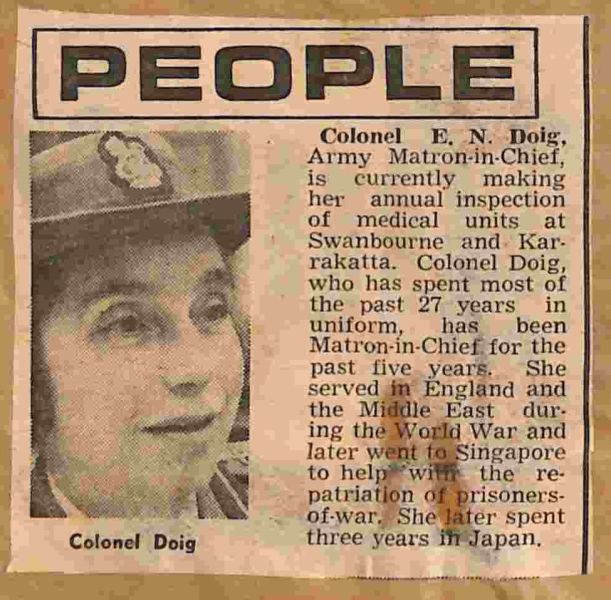 PEOPLE
Colonel E. N. Doig,
Army Matron-in-Chief,
is currently making
her annual inspection
of medical units at
Swanbourne and Kar-
rakatta. Colonel Doig,
who has spent most of
the past 27 years in
uniform, has been
Matron-in-Chief for the
past five years. She
served in England and
the Middle East dur-
ing the World War and
later went to Singapore
to help with the re-
patriation of prisoners-
of-war. She later spent
three years in Japan.
Colonel Doig